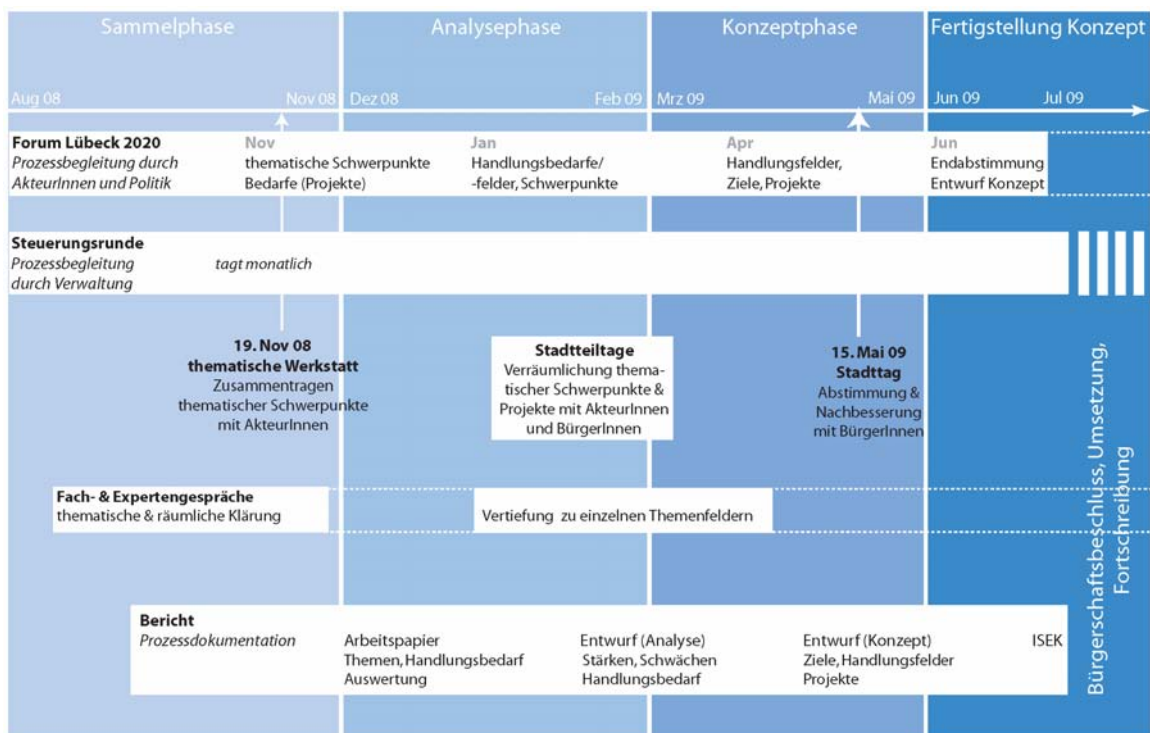 Sammelphase
Analysephase
Konzeptphase
Fertigstellung Konzept
Aug 08
Nov 08
Dez 08
Feb 09
Mrz 09
Mai 09
Jun 09
Jul 09
Forum Lübeck 2020
Prozessbegleitung durch
AkteurInnen und Politik
Nov
thematische Schwerpunkte
Bedarfe (Projekte)
Jan
Handlungsbedarfe/
-felder, Schwerpunkte
Apr
Handlungsfelder,
Ziele, Projekte
Jun
Endabstimmung
Entwurf Konzept
Steuerungsrunde
Prozessbegleitung
durch Verwaltung
tagt monatlich
19. Nov 08
thematische Werkstatt
Zusammentragen
thematischer Schwerpunkte
mit AkteurInnen
Stadtteiltage
Verräumlichung thema-
tischer Schwerpunkte &
Projekte mit AkteurInnen
und BürgerInnen
15. Mai 09
Stadttag
Abstimmung &
Nachbesserung
mit BürgerInnen
Fach- & Expertengespräche
thematische & räumliche Klärung
Vertiefung zu einzelnen Themenfeldern
Bericht
Prozessdokumentation
Arbeitspapier
Themen, Handlungsbedarf
Auswertung
Entwurf (Analyse)
Stärken, Schwächen
Handlungsbedarf
Entwurf (Konzept)
Ziele, Handlungsfelder
Projekte
ISEK
Bürgerschaftsbeschluss, Umsetzung,
Fortschreibung